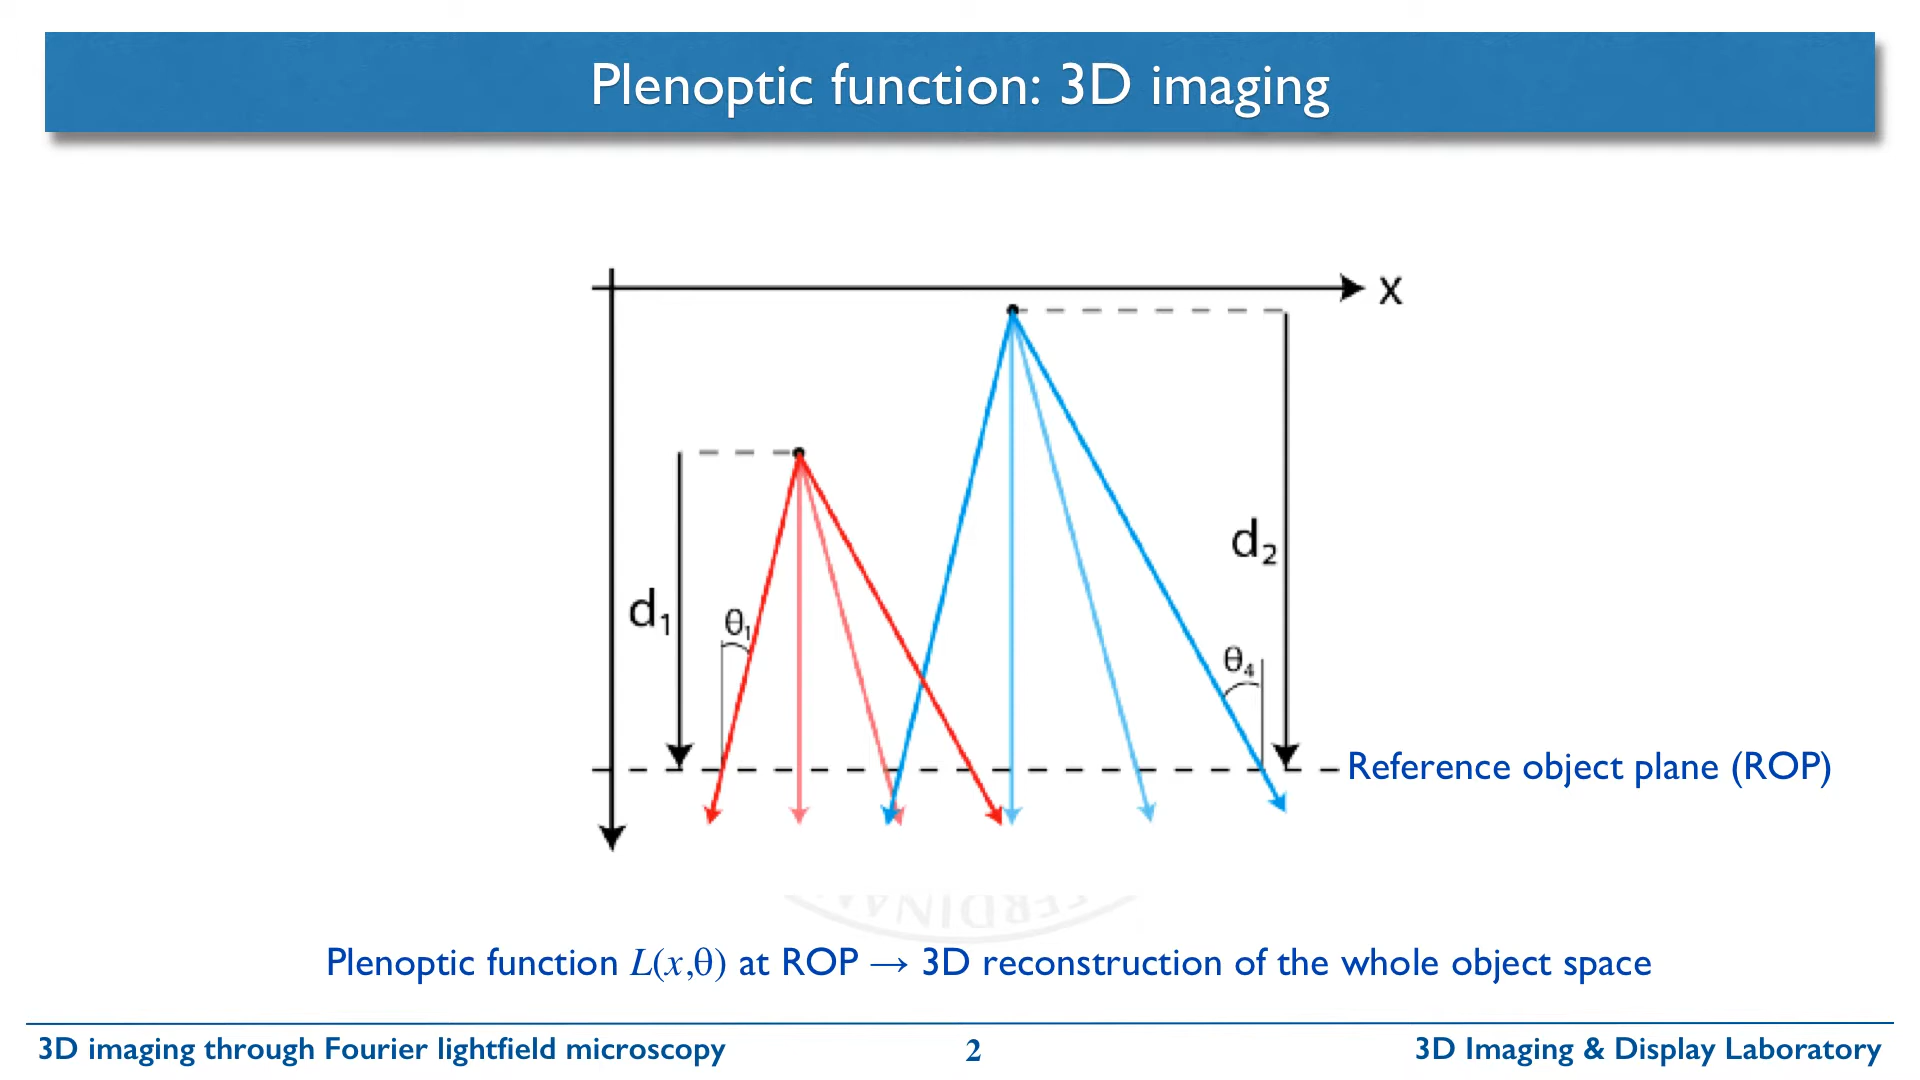 Plenoptic function: 3D imaging
x
d₂
d₁
θ₁
θ₄
Reference object plane (ROP)
Plenoptic function L(x,θ) at ROP → 3D reconstruction of the whole object space
3D imaging through Fourier lightfield microscopy
2
3D Imaging & Display Laboratory